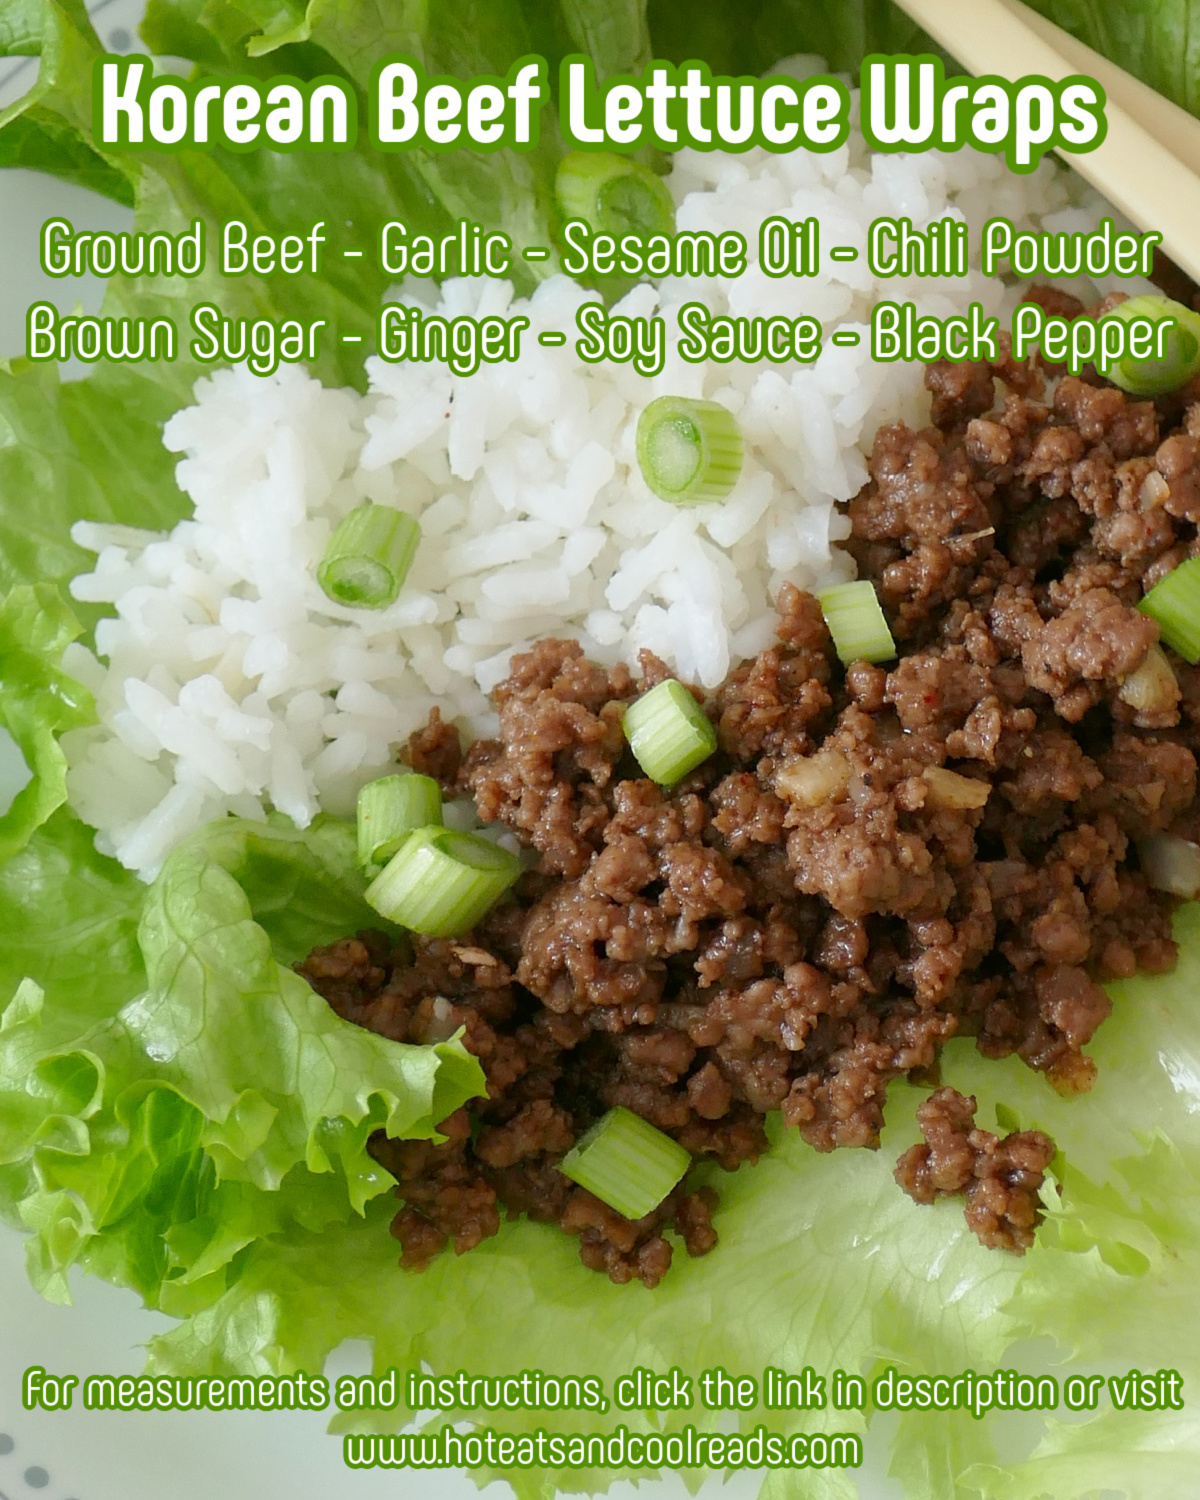 Korean Beef Lettuce Wraps
Ground Beef - Garlic - Sesame Oil - Chili Powder
Brown Sugar - Ginger - Soy Sauce - Black Pepper
For measurements and instructions, click the link in description or visit
www.hoteatsandcoolreads.com